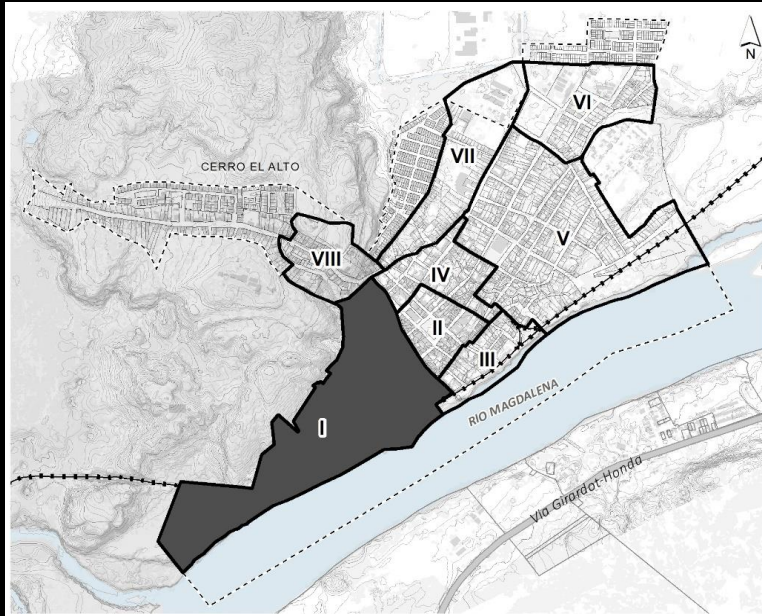 N
VI
VII
CERRO EL ALTO
V
VIII
IV
II
III
RIO MAGDALENA
I
Via Girardot-Honda